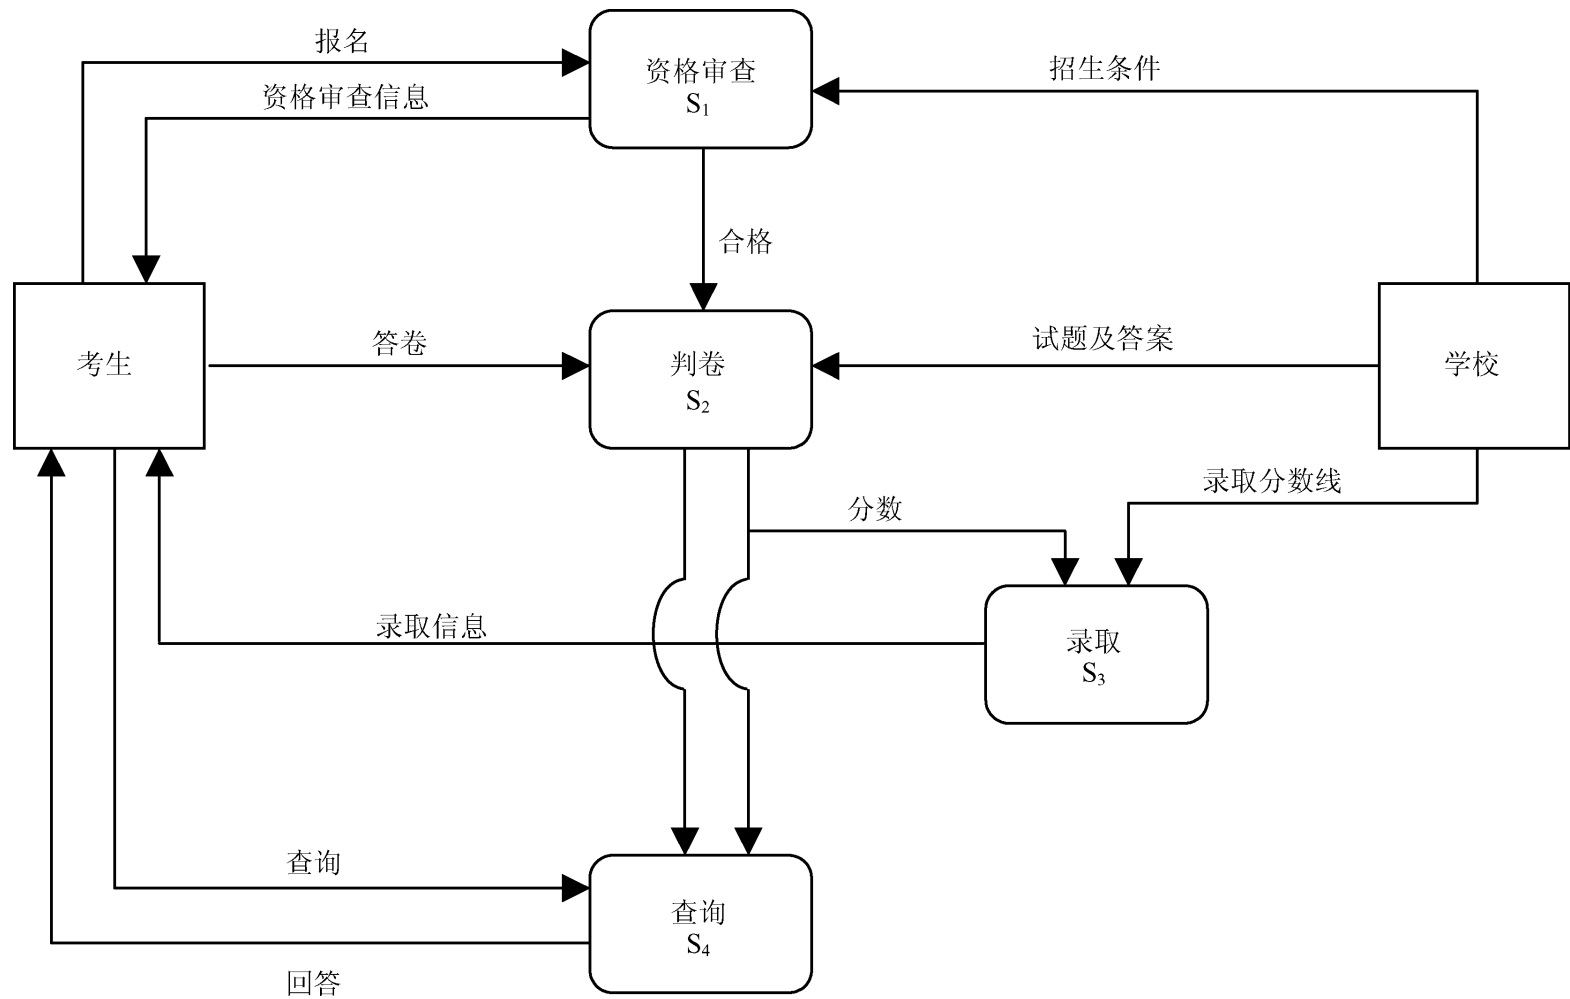 报名
资格审查
S₁
招生条件
资格审查信息
合格
考生
答卷
判卷
S₂
试题及答案
学校
录取分数线
分数
录取信息
录取
S₃
查询
查询
S₄
回答